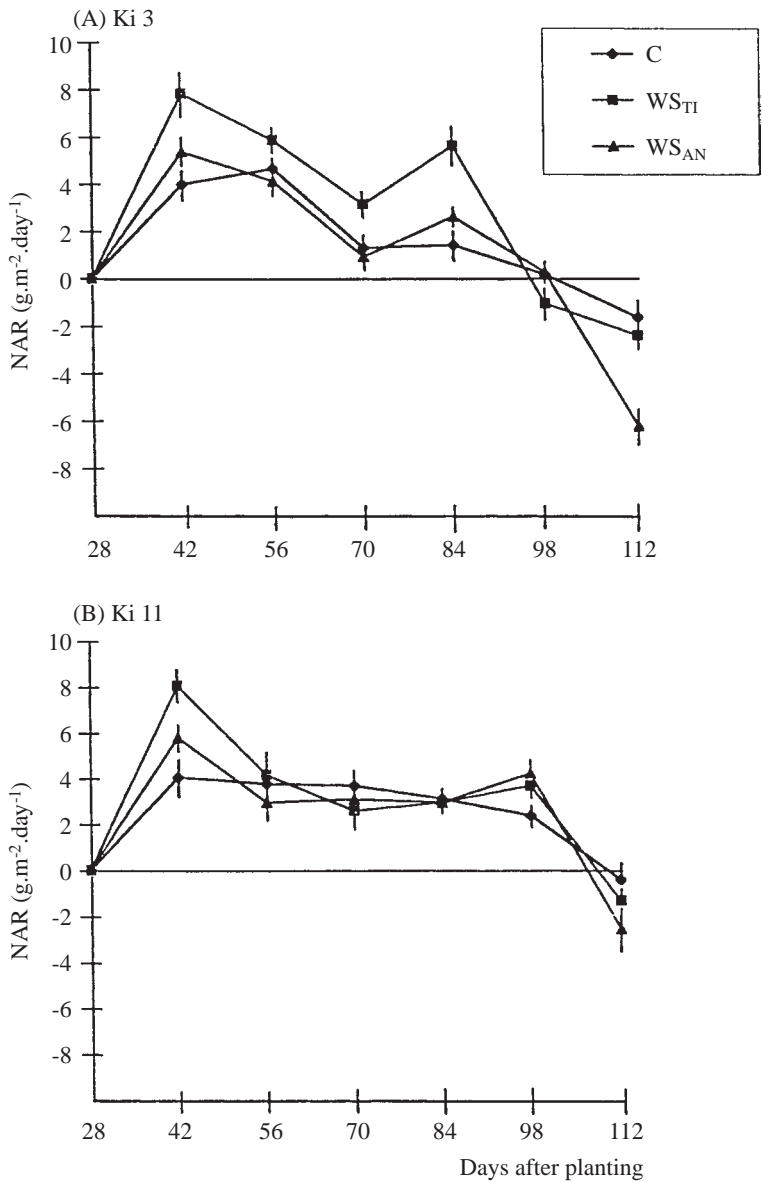 (A) Ki 3
10
8
6
4
2
0
-2
-4
-6
-8
NAR (g.m-2.day-1)
C
WSTI
WSAN
28 42 56 70 84 98 112
(B) Ki 11
10
8
6
4
2
0
-2
-4
-6
-8
NAR (g.m-2.day-1)
28 42 56 70 84 98 112
Days after planting